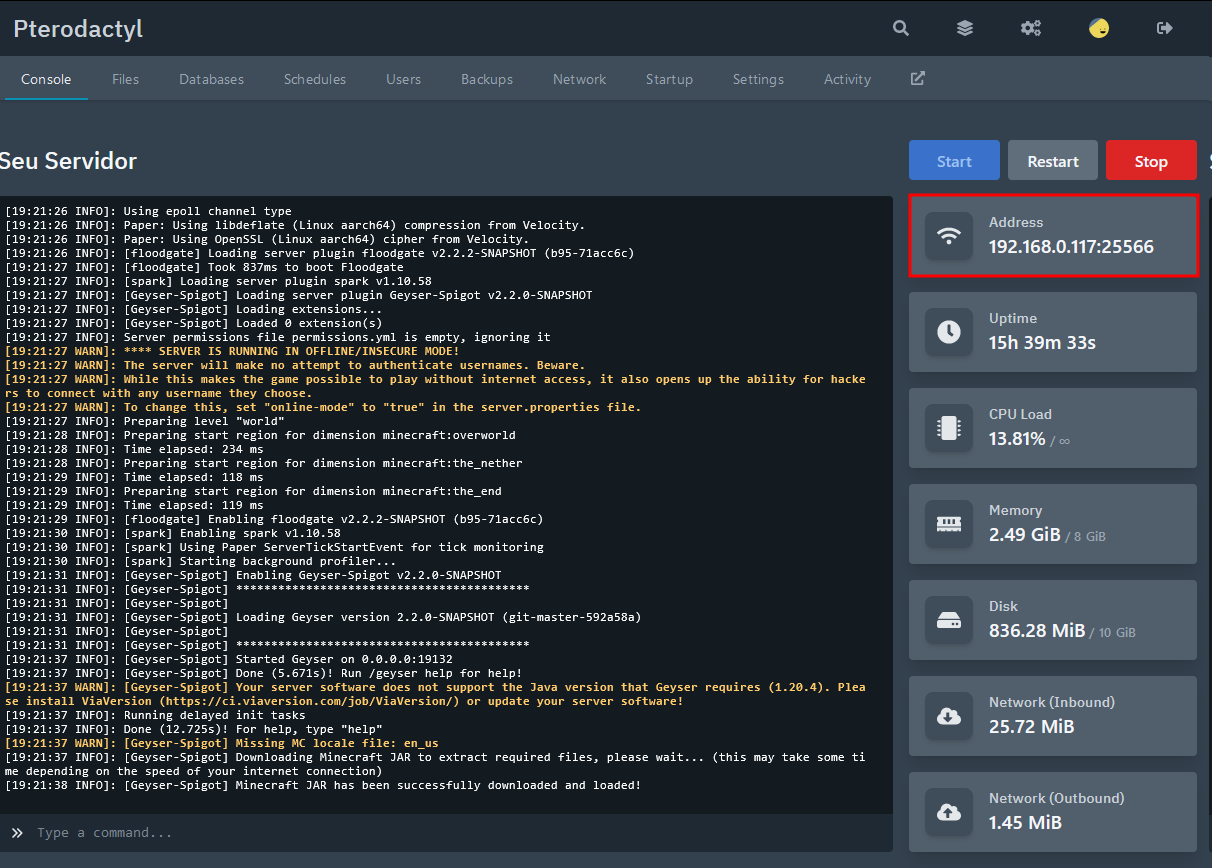 Pterodactyl
Console Files Databases Schedules Users Backups Network Startup Settings Activity
Seu Servidor
Start Restart Stop
[19:21:26 INFO]: Using epoll channel type
[19:21:26 INFO]: Paper: Using libdeflate (Linux aarch64) compression from Velocity.
[19:21:26 INFO]: Paper: Using OpenSSL (Linux aarch64) cipher from Velocity.
[19:21:26 INFO]: [floodgate] Loading server plugin floodgate v2.2.2-SNAPSHOT (b95-71acc6c)
[19:21:27 INFO]: [floodgate] Took 837ms to boot Floodgate
[19:21:27 INFO]: [spark] Loading server plugin spark v1.10.58
[19:21:27 INFO]: [Geyser-Spigot] Loading server plugin Geyser-Spigot v2.2.0-SNAPSHOT
[19:21:27 INFO]: [Geyser-Spigot] Loading extensions...
[19:21:27 INFO]: [Geyser-Spigot] Loaded 0 extension(s)
[19:21:27 INFO]: Server permissions file permissions.yml is empty, ignoring it
[19:21:27 WARN]: **** SERVER IS RUNNING IN OFFLINE/INSECURE MODE!
[19:21:27 WARN]: The server will make no attempt to authenticate usernames. Beware.
[19:21:27 WARN]: While this makes the game possible to play without internet access, it also opens up the ability for hacke
rs to connect with any username they choose.
[19:21:27 WARN]: To change this, set "online-mode" to "true" in the server.properties file.
[19:21:27 INFO]: Preparing level "world"
[19:21:28 INFO]: Preparing start region for dimension minecraft:overworld
[19:21:28 INFO]: Time elapsed: 234 ms
[19:21:28 INFO]: Preparing start region for dimension minecraft:the_nether
[19:21:29 INFO]: Time elapsed: 118 ms
[19:21:29 INFO]: Preparing start region for dimension minecraft:the_end
[19:21:29 INFO]: Time elapsed: 119 ms
[19:21:29 INFO]: [floodgate] Enabling floodgate v2.2.2-SNAPSHOT (b95-71acc6c)
[19:21:30 INFO]: [spark] Enabling spark v1.10.58
[19:21:30 INFO]: [spark] Using Paper ServerTickStartEvent for tick monitoring
[19:21:30 INFO]: [spark] Starting background profiler...
[19:21:31 INFO]: [Geyser-Spigot] Enabling Geyser-Spigot v2.2.0-SNAPSHOT
[19:21:31 INFO]: [Geyser-Spigot] ******************************************
[19:21:31 INFO]: [Geyser-Spigot]
[19:21:31 INFO]: [Geyser-Spigot] Loading Geyser version 2.2.0-SNAPSHOT (git-master-592a58a)
[19:21:31 INFO]: [Geyser-Spigot]
[19:21:31 INFO]: [Geyser-Spigot] ******************************************
[19:21:37 INFO]: [Geyser-Spigot] Started Geyser on 0.0.0.0:19132
[19:21:37 INFO]: [Geyser-Spigot] Done (5.671s)! Run /geyser help for help!
[19:21:37 WARN]: [Geyser-Spigot] Your server software does not support the Java version that Geyser requires (1.20.4). Plea
se install ViaVersion (https://ci.viaversion.com/job/ViaVersion/) or update your server software!
[19:21:37 INFO]: Running delayed init tasks
[19:21:37 INFO]: Done (12.725s)! For help, type "help"
[19:21:37 WARN]: [Geyser-Spigot] Missing MC locale file: en_us
[19:21:37 INFO]: [Geyser-Spigot] Downloading Minecraft JAR to extract required files, please wait... (this may take some ti
me depending on the speed of your internet connection)
[19:21:38 INFO]: [Geyser-Spigot] Minecraft JAR has been successfully downloaded and loaded!
Type a command...
Address
192.168.0.117:25566
Uptime
15h 39m 33s
CPU Load
13.81% / ∞
Memory
2.49 GiB / 8 GiB
Disk
836.28 MiB / 10 GiB
Network (Inbound)
25.72 MiB
Network (Outbound)
1.45 MiB